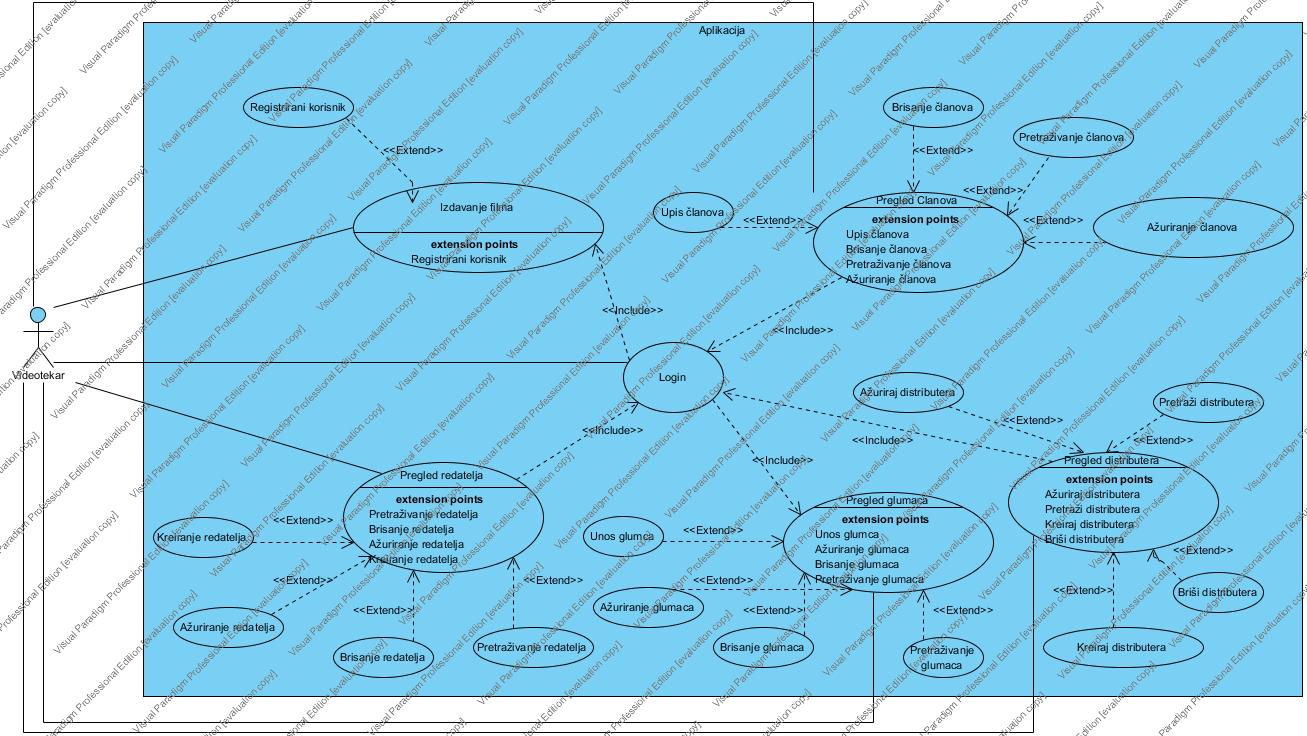 Aplikacija
Registrirani korisnik
<<Extend>>
Izdavanje filma
extension points
Registrirani korisnik
Upis članova
<<Extend>>
Brisanje članova
<<Extend>>
Pretraživanje članova
<<Extend>>
Pregled Clanova
extension points
Upis članova
Brisanje članova
Pretraživanje članova
Ažuriranje članova
<<Extend>>
Ažuriranje članova
<<Include>>
<<Include>>
Videotekar
Login
Ažuriraj distributera
<<Extend>>
Pretraži distributera
<<Extend>>
<<Include>>
<<Include>>
<<Include>>
Pregled redatelja
extension points
Pretraživanje redatelja
Brisanje redatelja
Ažuriranje redatelja
Kreiranje redatelja
Kreiranje redatelja
<<Extend>>
Ažuriranje redatelja
<<Extend>>
Brisanje redatelja
<<Extend>>
Pretraživanje redatelja
<<Extend>>
Pregled glumaca
extension points
Unos glumca
Ažuriranje glumaca
Brisanje glumaca
Pretraživanje glumaca
Unos glumca
<<Extend>>
Ažuriranje glumaca
<<Extend>>
Brisanje glumaca
<<Extend>>
Pretraživanje
glumaca
<<Extend>>
Pregled distributera
extension points
Ažuriraj distributera
Pretraži distributera
Kreiraj distributera
Briši distributera
<<Extend>>
Briši distributera
<<Extend>>
Kreiraj distributera
Visual Paradigm Professional Edition [evaluation copy]